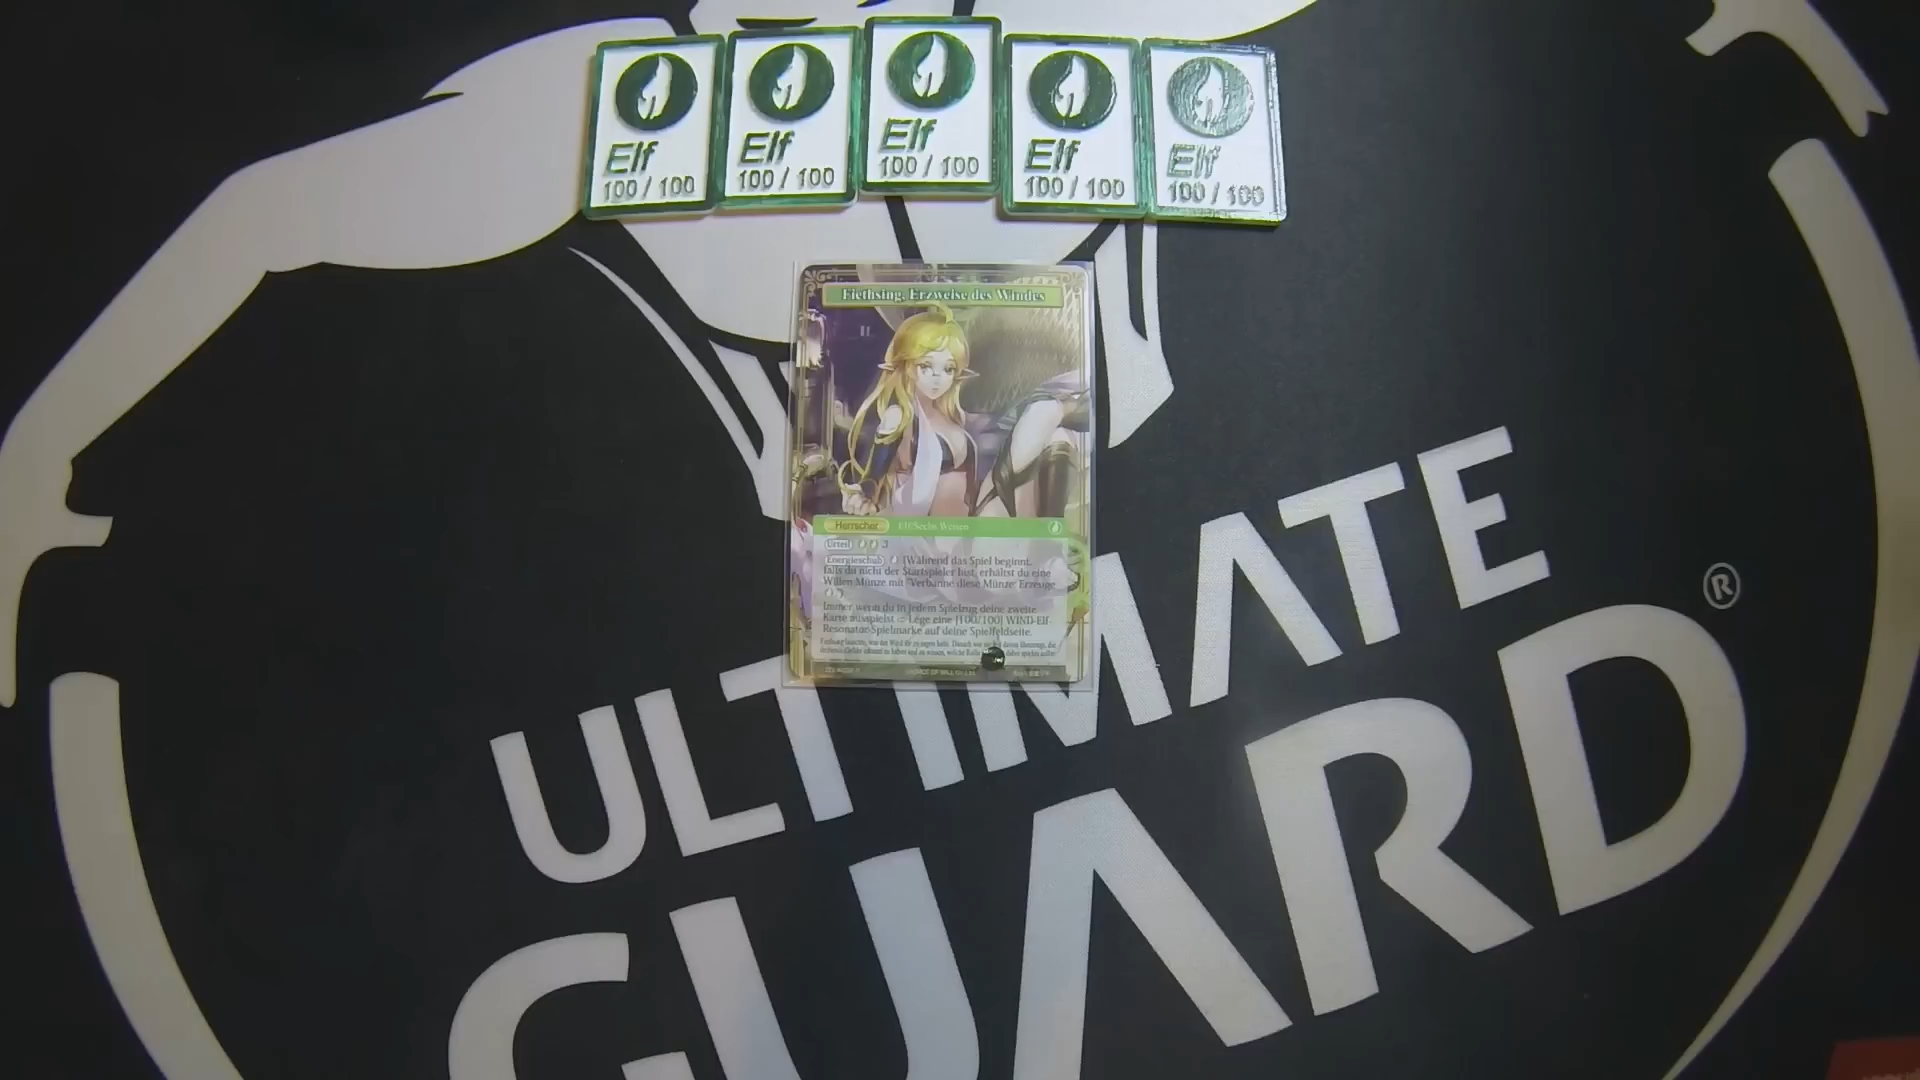 Elf
100 / 100
Elf
100 / 100
Elf
100 / 100
Elf
100 / 100
Elf
100 / 100
Fiethsing, Erzweise des Windes
Herrscher Elf/Sechs Weisen
Urteil 3
Energieschub [Während das Spiel beginnt,
falls du nicht der Startspieler bist, erhältst du eine
Willen-Münze mit "Verbanne diese Münze: Erzeuge
Immer wenn du in jedem Spielzug deine zweite
Karte ausspielst ⇨ Lege eine [100/100] WIND-Elf-
Resonator-Spielmarke auf deine Spielfeldseite.
ULTIMATE
GUARD®